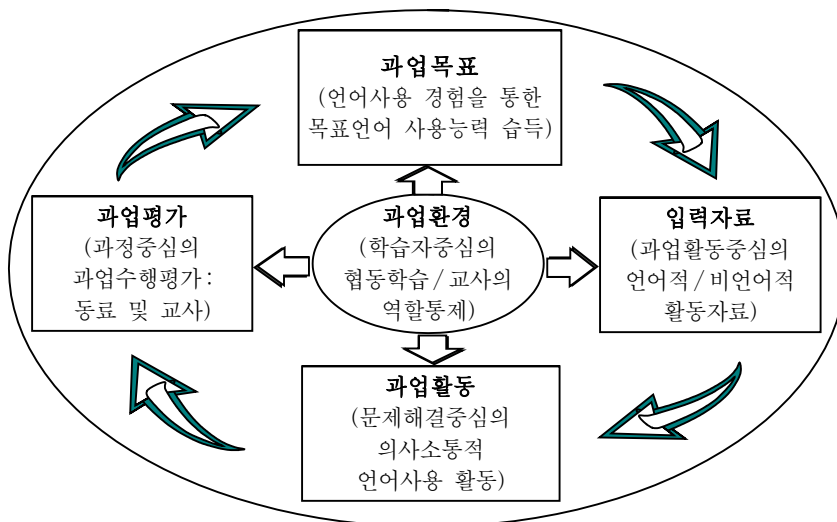 과업목표
(언어사용 경험을 통한
목표언어 사용능력 습득)
과업평가
(과정중심의
과업수행평가:
동료 및 교사)
과업환경
(학습자중심의
협동학습/교사의
역할통제)
입력자료
(과업활동중심의
언어적/비언어적
활동자료)
과업활동
(문제해결중심의
의사소통적
언어사용 활동)